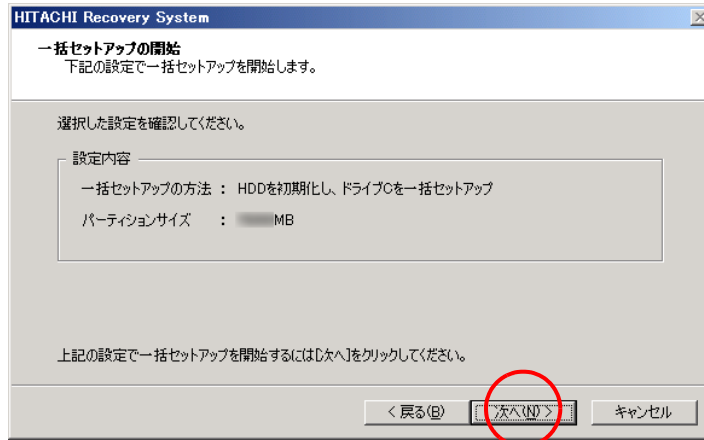 HITACHI Recovery System
一括セットアップの開始
下記の設定で一括セットアップを開始します。
選択した設定を確認してください。
設定内容
一括セットアップの方法 : HDDを初期化し、ドライブCを一括セットアップ
パーティションサイズ : MB
上記の設定で一括セットアップを開始するには[次へ]をクリックしてください。
< 戻る(B) 次へ(N) > キャンセル